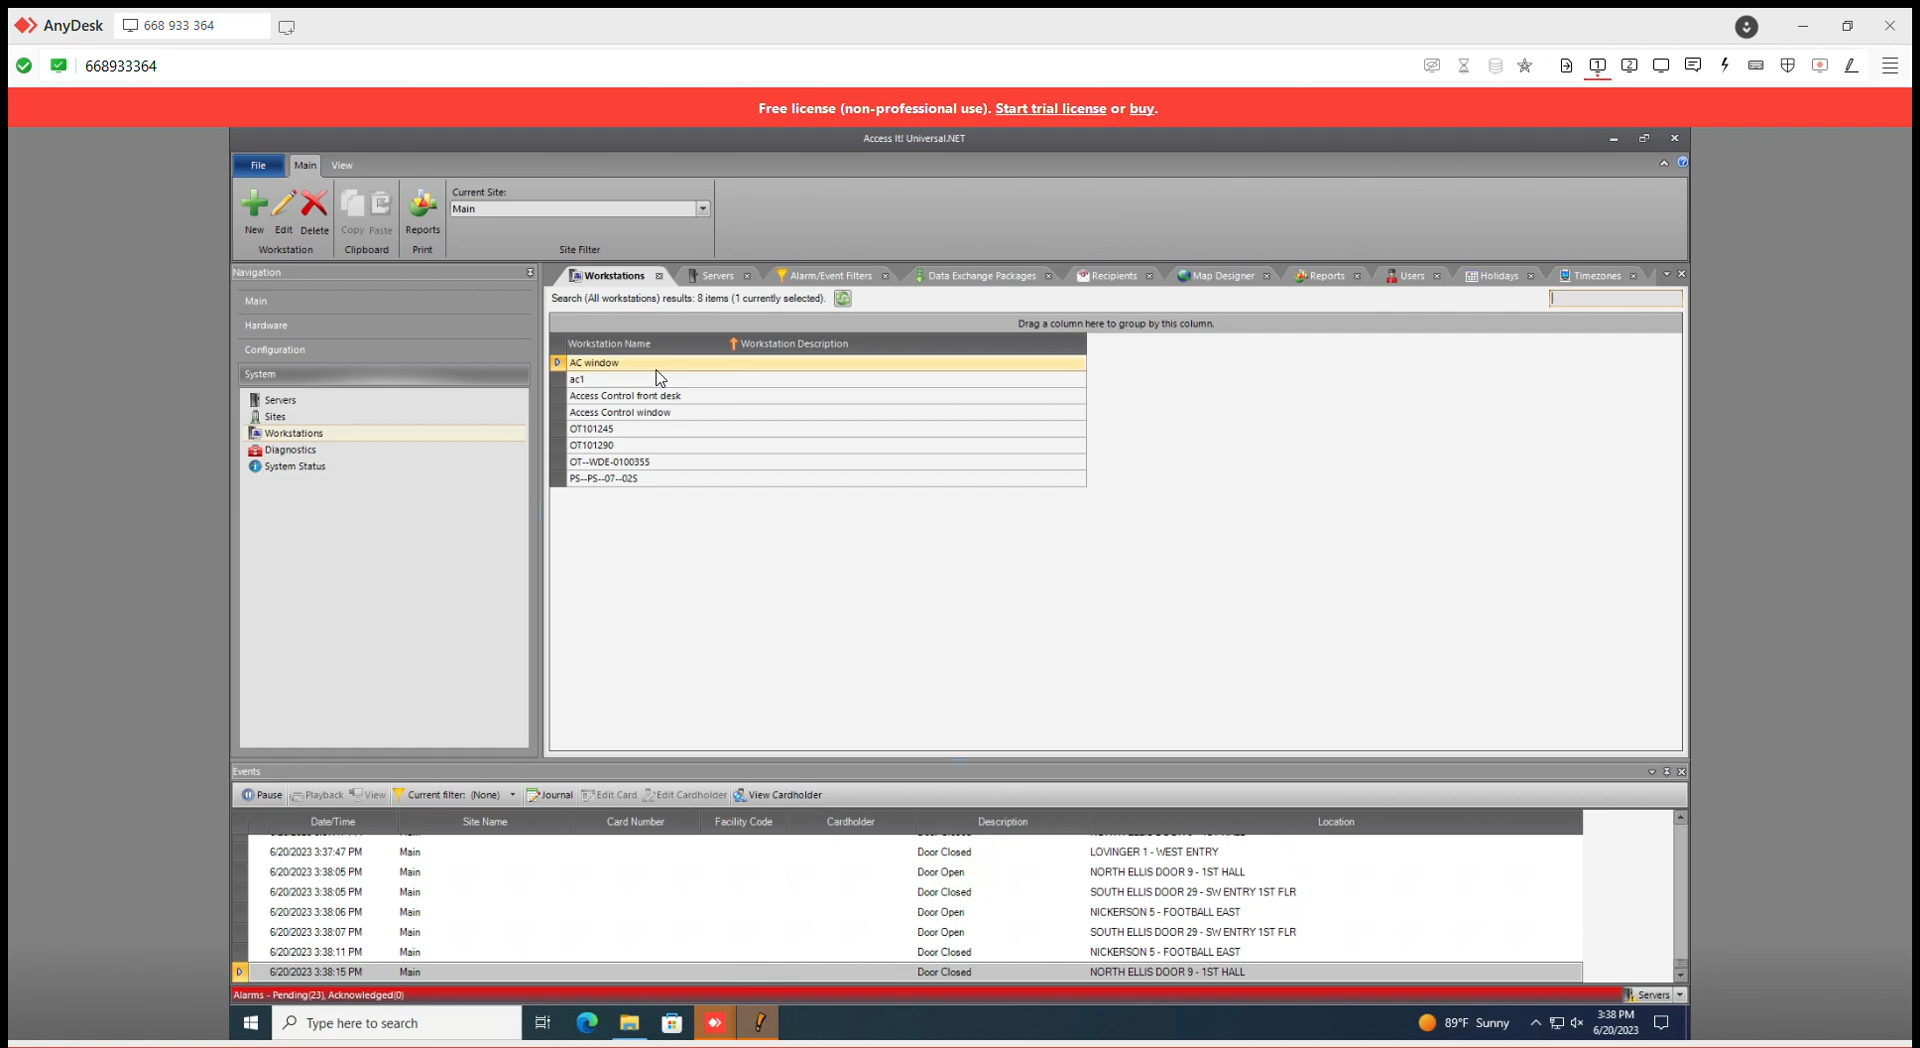 AnyDesk 668 933 364
668933364
Free license (non-professional use). Start trial license or buy.
Access It! Universal.NET
File Main View
Current Site:
Main
New Edit Delete Copy Paste Reports
Workstation Clipboard Print Site Filter
Navigation
Main
Hardware
Configuration
System
Servers
Sites
Workstations
Diagnostics
System Status
Workstations Servers Alarm/Event Filters Data Exchange Packages Recipients Map Designer Reports Users Holidays Timezones
Search (All workstations) results: 8 items (1 currently selected).
Drag a column here to group by this column.
Workstation Name Workstation Description
AC window
ac1
Access Control front desk
Access Control window
OT101245
OT101290
OT--WDE-0100355
PS--PS--07--02S
Events
Pause Playback View Current filter: (None) Journal Edit Card Edit Cardholder View Cardholder
Date/Time Site Name Card Number Facility Code Cardholder Description Location
6/20/2023 3:37:47 PM Main Door Closed LOVINGER 1 - WEST ENTRY
6/20/2023 3:38:05 PM Main Door Open NORTH ELLIS DOOR 9 - 1ST HALL
6/20/2023 3:38:05 PM Main Door Closed SOUTH ELLIS DOOR 29 - SW ENTRY 1ST FLR
6/20/2023 3:38:06 PM Main Door Open NICKERSON 5 - FOOTBALL EAST
6/20/2023 3:38:07 PM Main Door Open SOUTH ELLIS DOOR 29 - SW ENTRY 1ST FLR
6/20/2023 3:38:11 PM Main Door Closed NICKERSON 5 - FOOTBALL EAST
6/20/2023 3:38:15 PM Main Door Closed NORTH ELLIS DOOR 9 - 1ST HALL
Alarms - Pending(23), Acknowledged(0) Servers
Type here to search
89°F Sunny
3:38 PM
6/20/2023